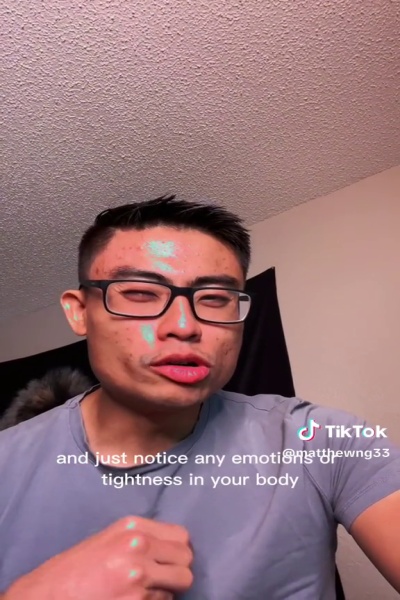 TikTok
@matthewng33
and just notice any emotions or
tightness in your body